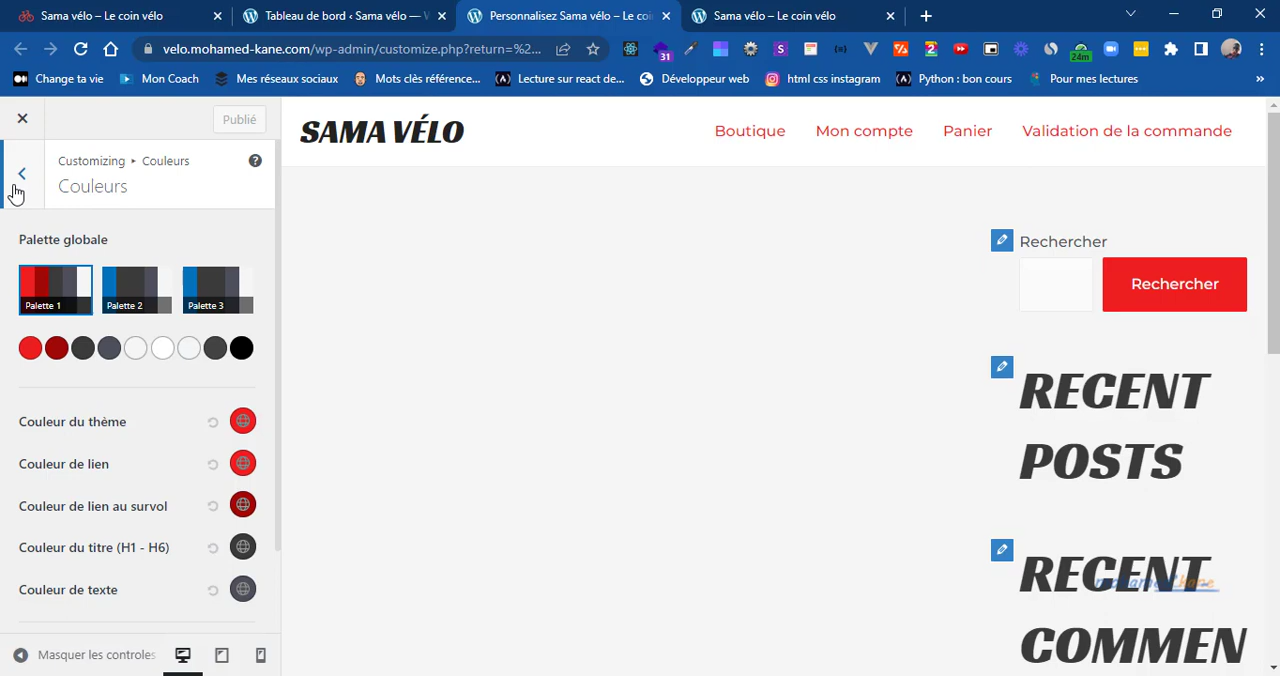 Sama vélo – Le coin vélo
Tableau de bord ‹ Sama vélo —
Personnalisez Sama vélo – Le coi
Sama vélo – Le coin vélo
velo.mohamed-kane.com/wp-admin/customize.php?return=%2...
31
24m
Change ta vie
Mon Coach
Mes réseaux sociaux
Mots clés référence...
Lecture sur react de...
Développeur web
html css instagram
Python : bon cours
Pour mes lectures
»
Publié
Customizing ▸ Couleurs
Couleurs
Palette globale
Palette 1
Palette 2
Palette 3
Couleur du thème
Couleur de lien
Couleur de lien au survol
Couleur du titre (H1 - H6)
Couleur de texte
Masquer les controles
SAMA VÉLO
Boutique
Mon compte
Panier
Validation de la commande
Rechercher
Rechercher
RECENT
POSTS
RECENT
COMMEN